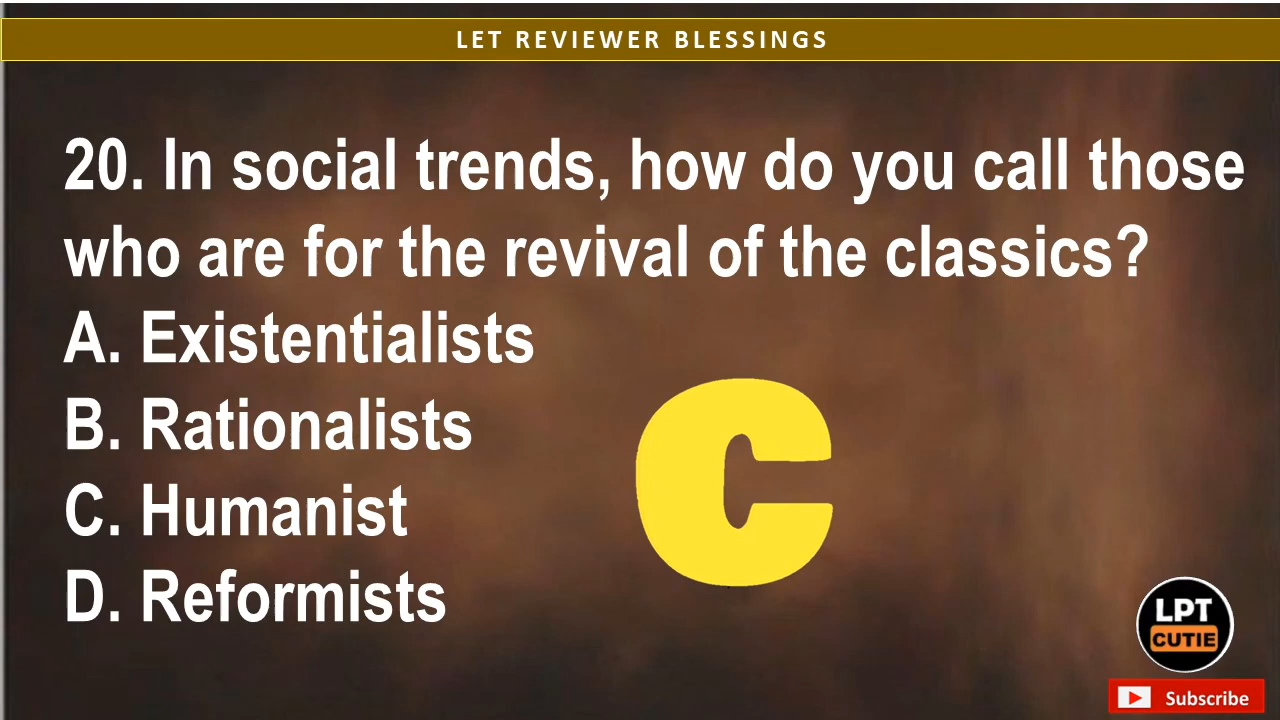 LET REVIEWER BLESSINGS
20. In social trends, how do you call those
who are for the revival of the classics?
A. Existentialists
B. Rationalists
C. Humanist
D. Reformists
C
LPT
CUTIE
Subscribe